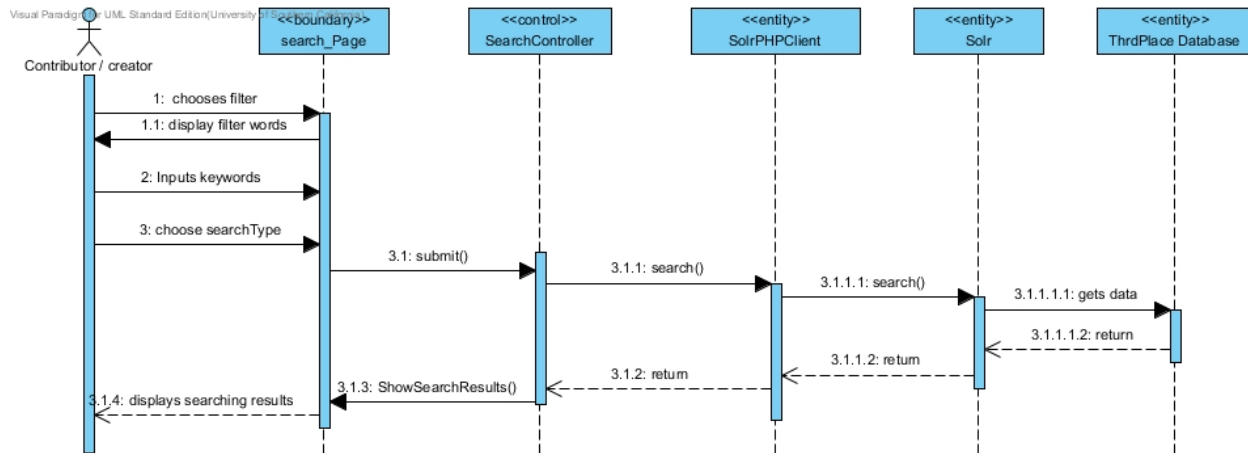 Visual Paradigm for UML Standard Edition(University of Southern California)
<<boundary>>
search_Page
<<control>>
SearchController
<<entity>>
SolrPHPClient
<<entity>>
Solr
<<entity>>
ThrdPlace Database
Contributor / creator
1: chooses filter
1.1: display filter words
2: Inputs keywords
3: choose searchType
3.1: submit()
3.1.1: search()
3.1.1.1: search()
3.1.1.1.1: gets data
3.1.1.1.2: return
3.1.1.2: return
3.1.2: return
3.1.3: ShowSearchResults()
3.1.4: displays searching results